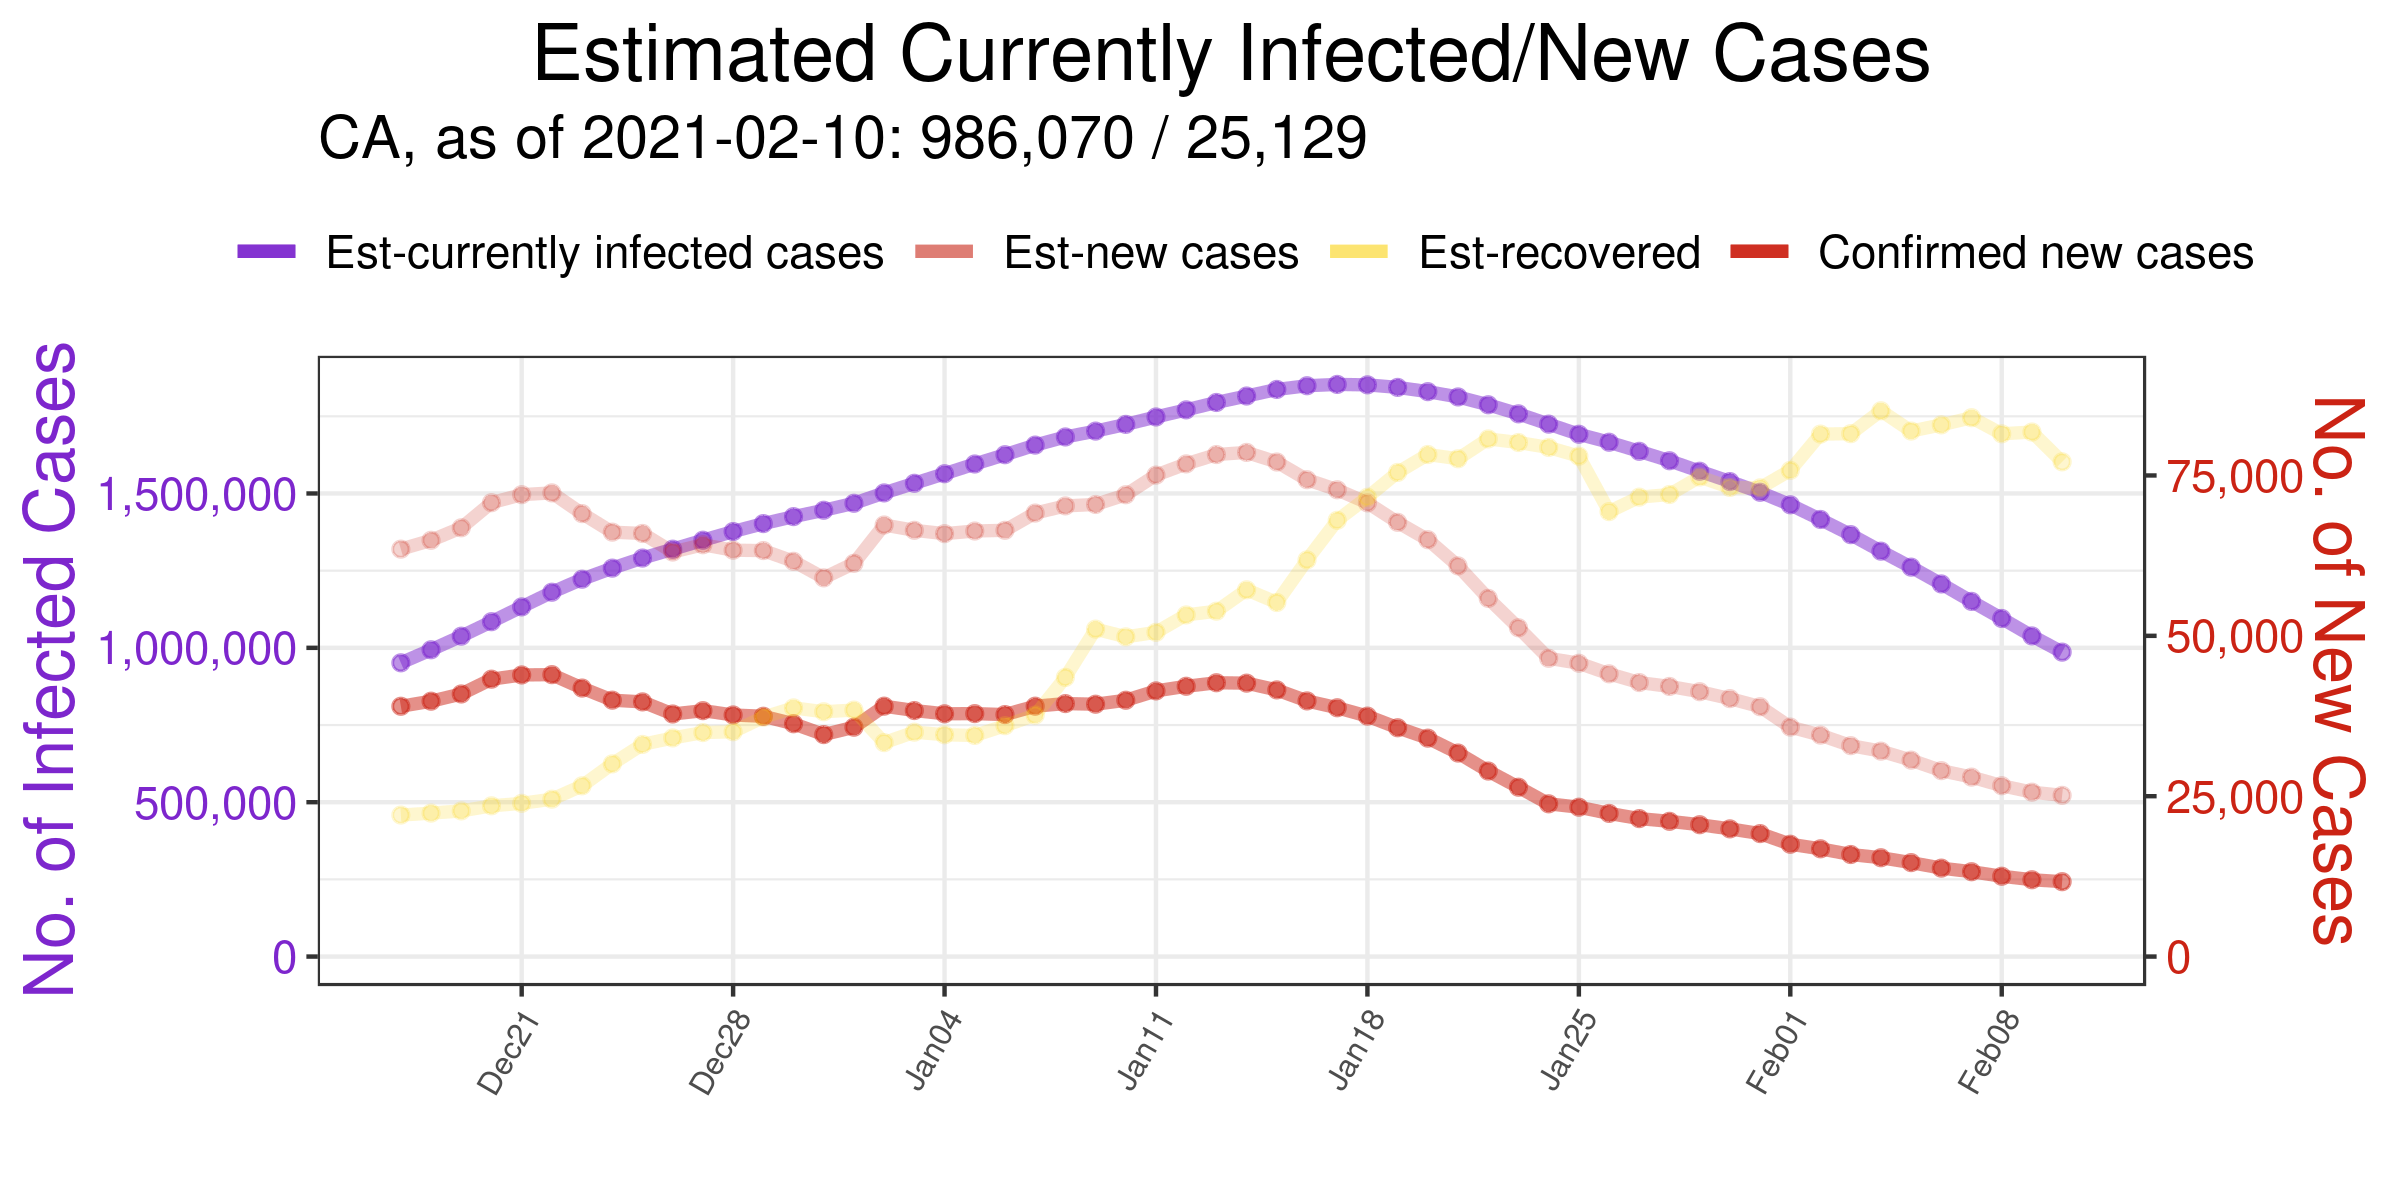 Estimated Currently Infected/New Cases
CA, as of 2021-02-10: 986,070 / 25,129
Est-currently infected cases Est-new cases Est-recovered Confirmed new cases
No. of Infected Cases
1,500,000
1,000,000
500,000
0
75,000
50,000
25,000
0
No. of New Cases
Dec21 Dec28 Jan04 Jan11 Jan18 Jan25 Feb01 Feb08